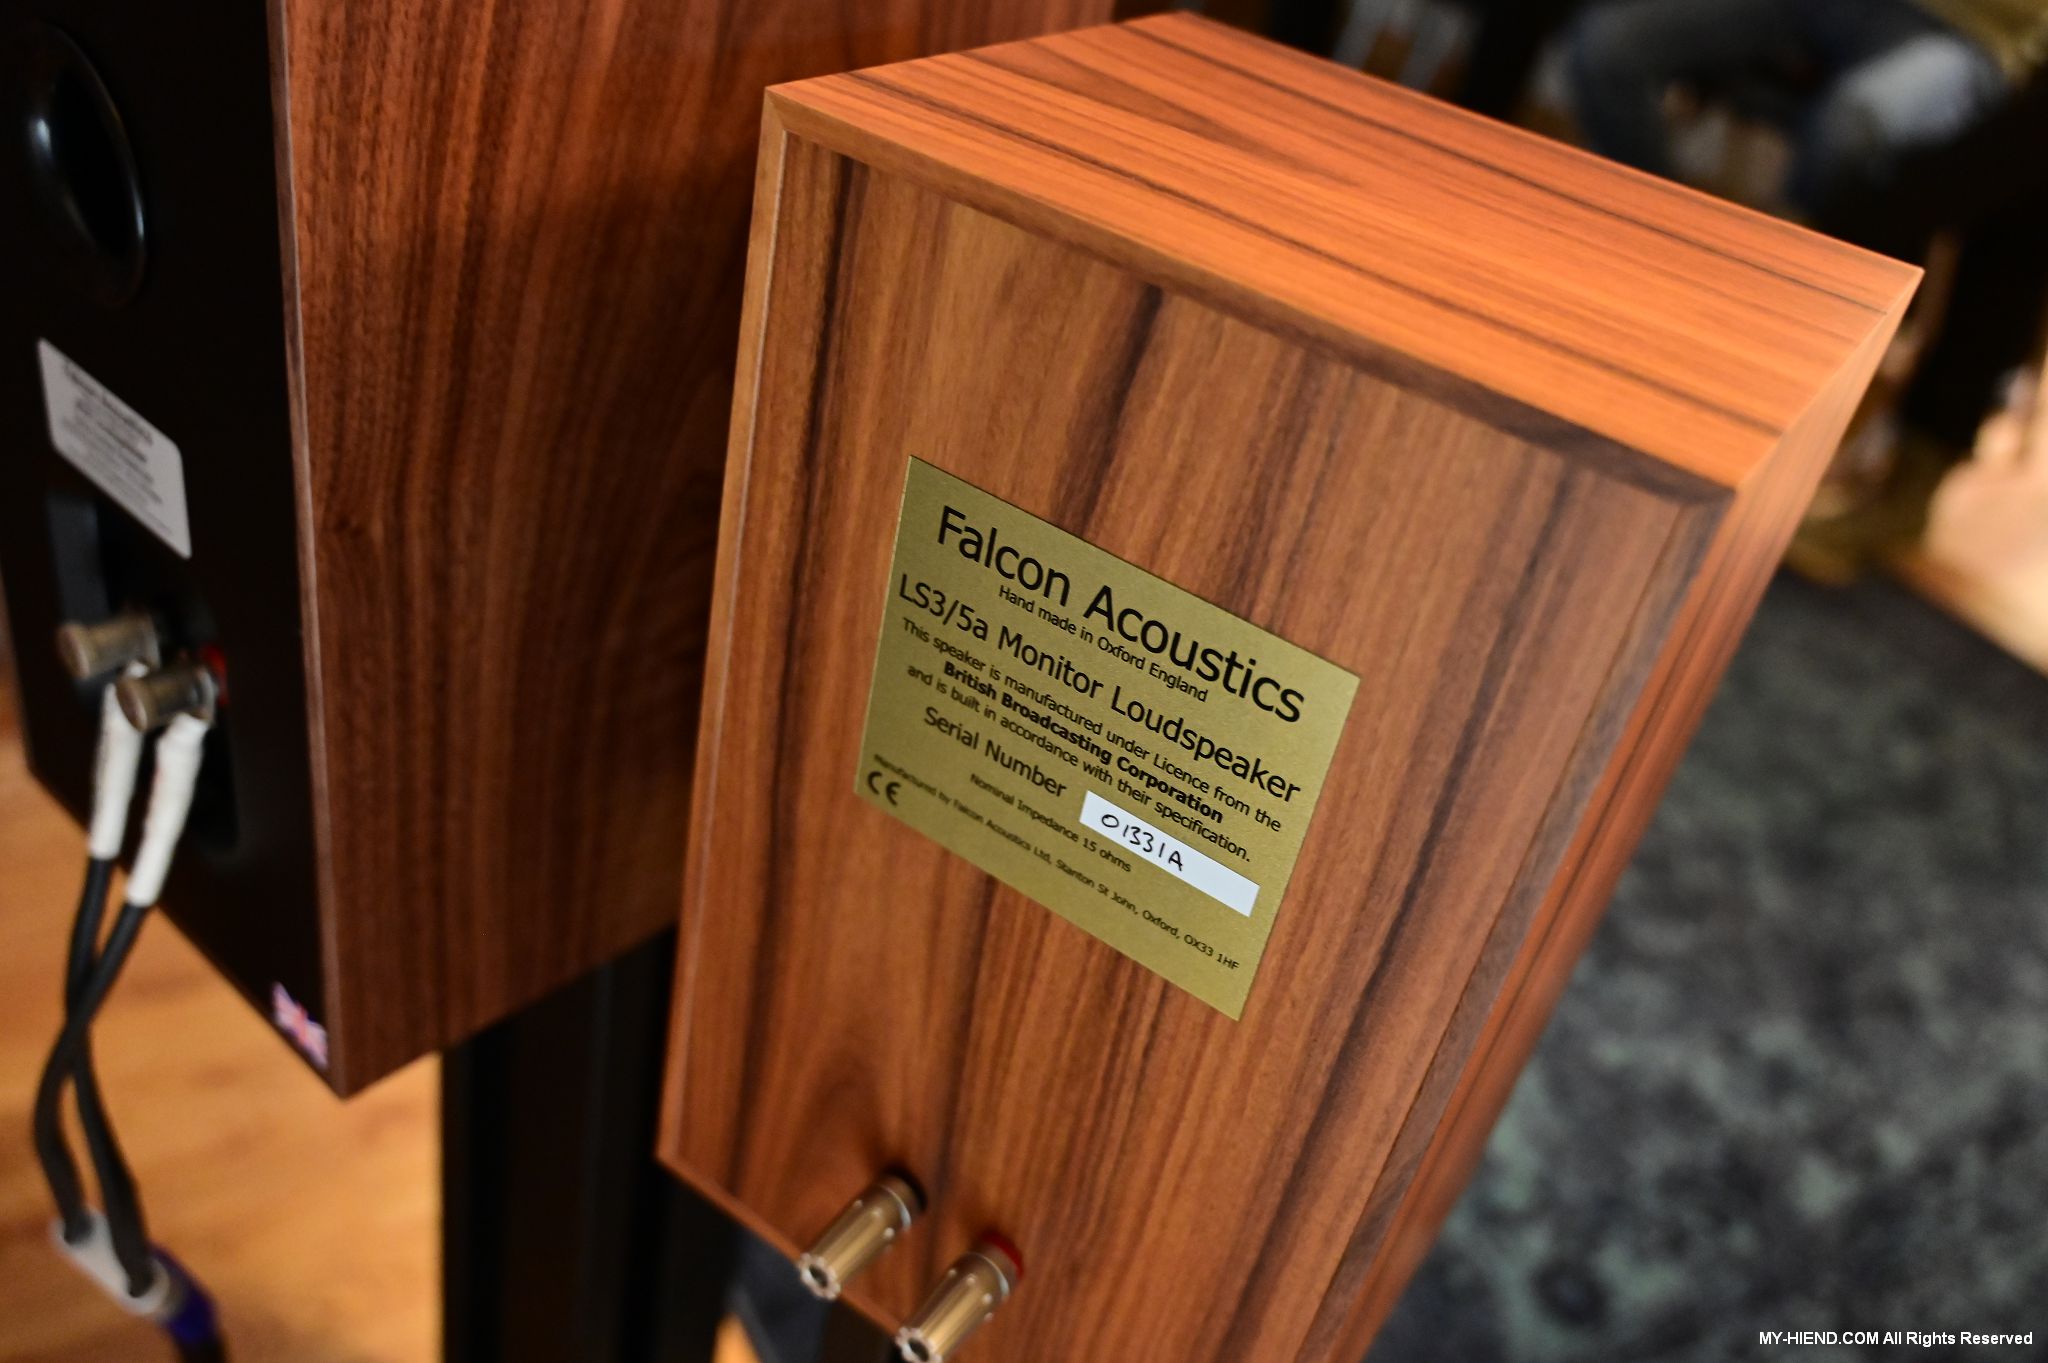 Falcon Acoustics
Hand made in Oxford England
LS3/5a Monitor Loudspeaker
This speaker is manufactured under Licence from the
British Broadcasting Corporation
and is built in accordance with their specification.
Serial Number 01331A
Nominal Impedance 15 ohms
Manufactured by Falcon Acoustics Ltd, Stanton St John, Oxford, OX33 1HF
CE
MY-HIEND.COM All Rights Reserved